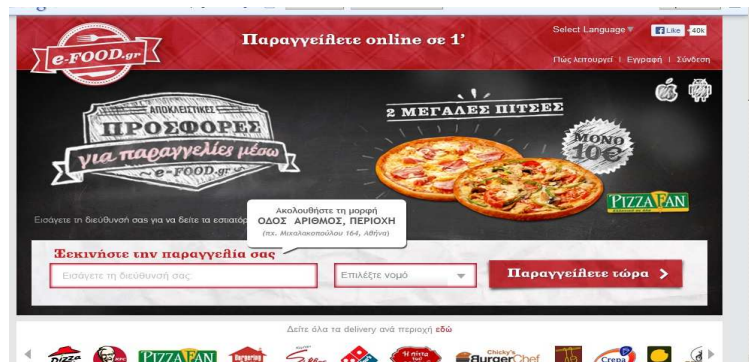 e-FOOD.gr
Παραγγείλετε online σε 1'
Select Language
Like 40k
Πώς λειτουργεί | Εγγραφή | Σύνδεση
ΑΠΟΚΛΕΙΣΤΙΚΕΣ
ΠΡΟΣΦΟΡΕΣ
για παραγγελίες μέσω
e-FOOD.gr
2 ΜΕΓΑΛΕΣ ΠΙΤΣΕΣ
ΜΟΝΟ
10€
PIZZA FAN
Εισάγετε τη διεύθυνσή σας για να δείτε τα εστιατόρ
Ακολουθήστε τη μορφή
ΟΔΟΣ ΑΡΙΘΜΟΣ, ΠΕΡΙΟΧΗ
(πχ. Μιχαλακοπούλου 164, Αθήνα)
Ξεκινήστε την παραγγελία σας
Εισάγετε τη διεύθυνσή σας
Επιλέξτε νομό
Παραγγείλετε τώρα
Δείτε όλα τα delivery ανά περιοχή εδώ
PIZZA FAN
Chicky's
BurgerChef
Crepa